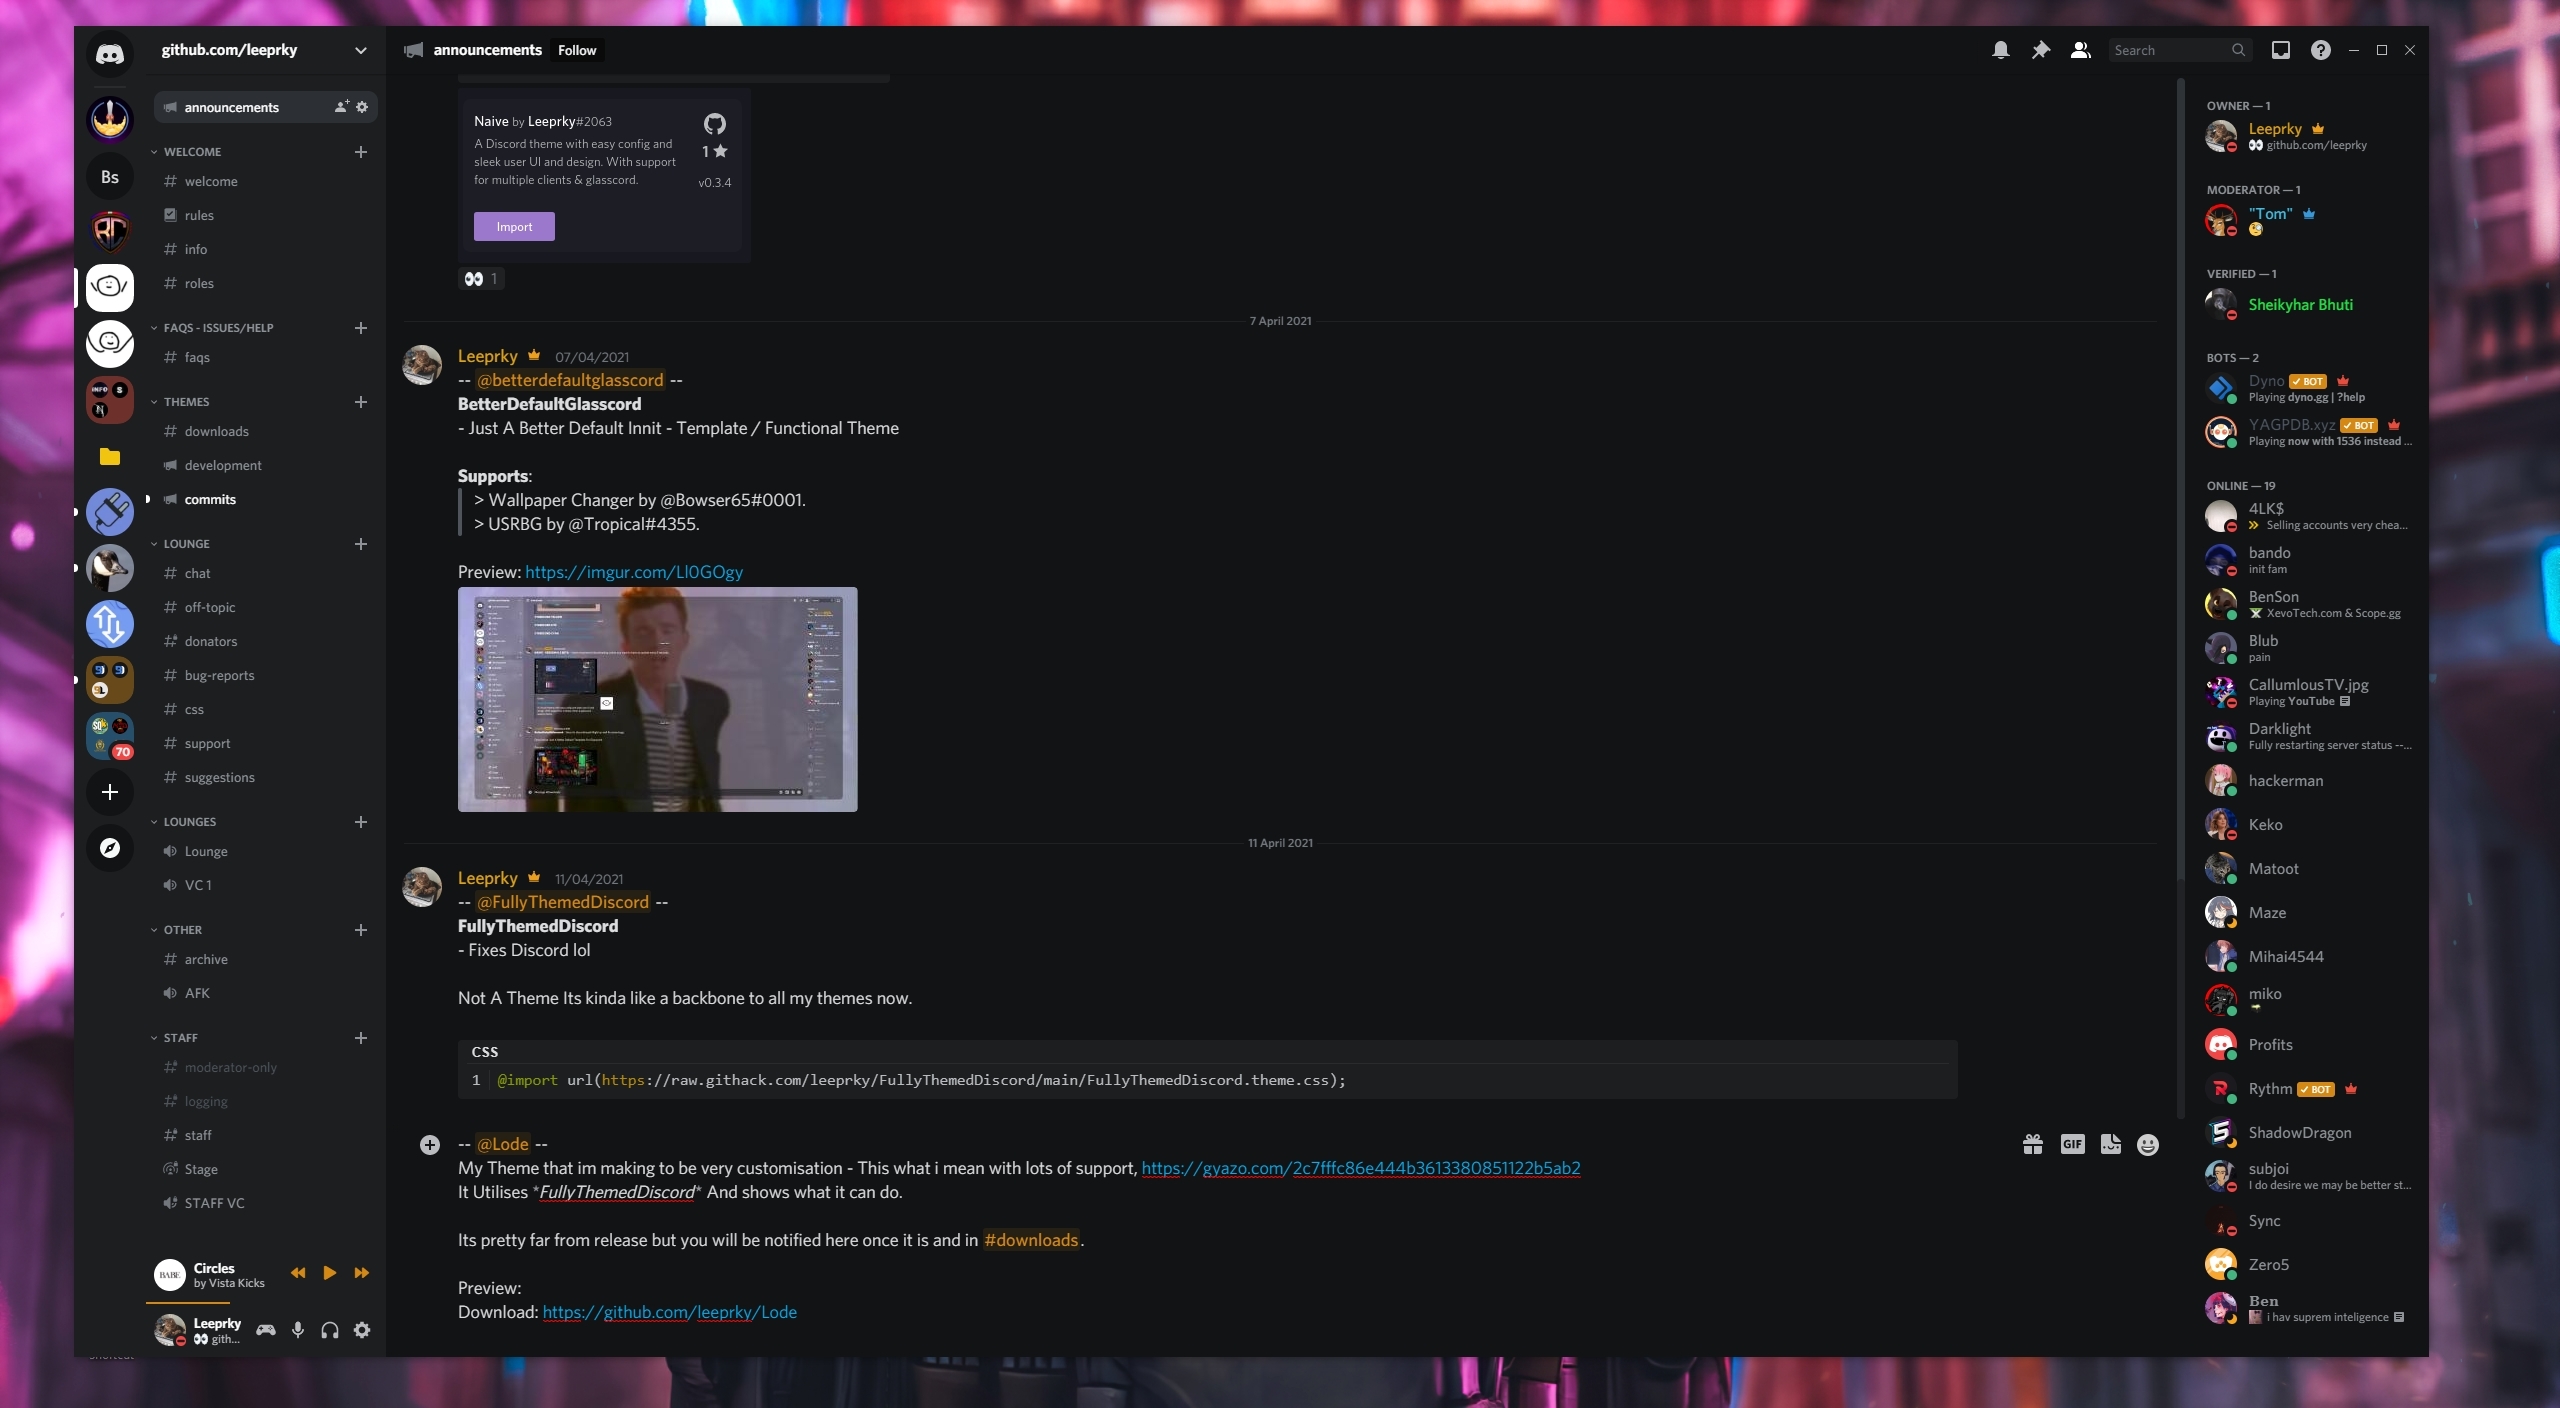 github.com/leeprky
announcements
Follow
Search
announcements
WELCOME
welcome
rules
info
roles
FAQS - ISSUES/HELP
faqs
THEMES
downloads
development
commits
LOUNGE
chat
off-topic
donators
bug-reports
css
support
suggestions
LOUNGES
Lounge
VC 1
OTHER
archive
AFK
STAFF
moderator-only
logging
staff
Stage
STAFF VC
Bs
INFO
S
70
BABE
Circles
by Vista Kicks
Leeprky
gith...
Naive by Leeprky#2063
A Discord theme with easy config and
sleek user UI and design. With support
for multiple clients & glasscord.
1
v0.3.4
Import
1
7 April 2021
Leeprky 07/04/2021
-- @betterdefaultglasscord --
BetterDefaultGlasscord
- Just A Better Default Innit - Template / Functional Theme
Supports:
> Wallpaper Changer by @Bowser65#0001.
> USRBG by @Tropical#4355.
Preview: https://imgur.com/Ll0GOgy
11 April 2021
Leeprky 11/04/2021
-- @FullyThemedDiscord --
FullyThemedDiscord
- Fixes Discord lol
Not A Theme Its kinda like a backbone to all my themes now.
CSS
1 @import url(https://raw.githack.com/leeprky/FullyThemedDiscord/main/FullyThemedDiscord.theme.css);
-- @Lode --
GIF
My Theme that im making to be very customisation - This what i mean with lots of support, https://gyazo.com/2c7fffc86e444b3613380851122b5ab2
It Utilises *FullyThemedDiscord* And shows what it can do.
Its pretty far from release but you will be notified here once it is and in #downloads.
Preview:
Download: https://github.com/leeprky/Lode
OWNER — 1
Leeprky
github.com/leeprky
MODERATOR — 1
"Tom"
VERIFIED — 1
Sheikyhar Bhuti
BOTS — 2
Dyno BOT
Playing dyno.gg | ?help
YAGPDB.xyz BOT
Playing now with 1536 instead ...
ONLINE — 19
4LK$
Selling accounts very chea...
bando
init fam
BenSon
XevoTech.com & Scope.gg
Blub
pain
CallumlousTV.jpg
Playing YouTube
Darklight
Fully restarting server status --...
hackerman
Keko
Matoot
Maze
Mihai4544
miko
Profits
Rythm BOT
ShadowDragon
subjoi
I do desire we may be better st...
Sync
Zero5
Ben
i hav suprem inteligence